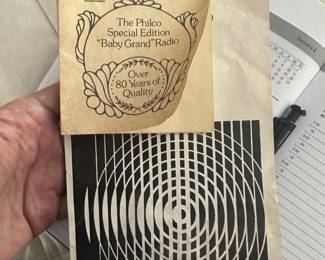 The Philco
Special Edition
"Baby Grand" Radio
Over
80 Years of
Quality